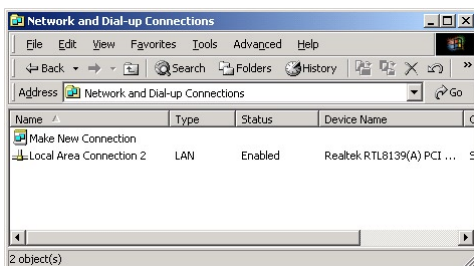 Network and Dial-up Connections
File Edit View Favorites Tools Advanced Help
Back Search Folders History »
Address Network and Dial-up Connections Go
Name Type Status Device Name
Make New Connection
Local Area Connection 2 LAN Enabled Realtek RTL8139(A) PCI ...
2 object(s)